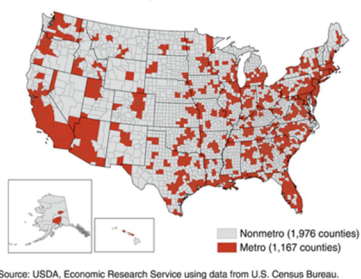 Nonmetro (1,976 counties)
Metro (1,167 counties)
Source: USDA, Economic Research Service using data from U.S. Census Bureau.